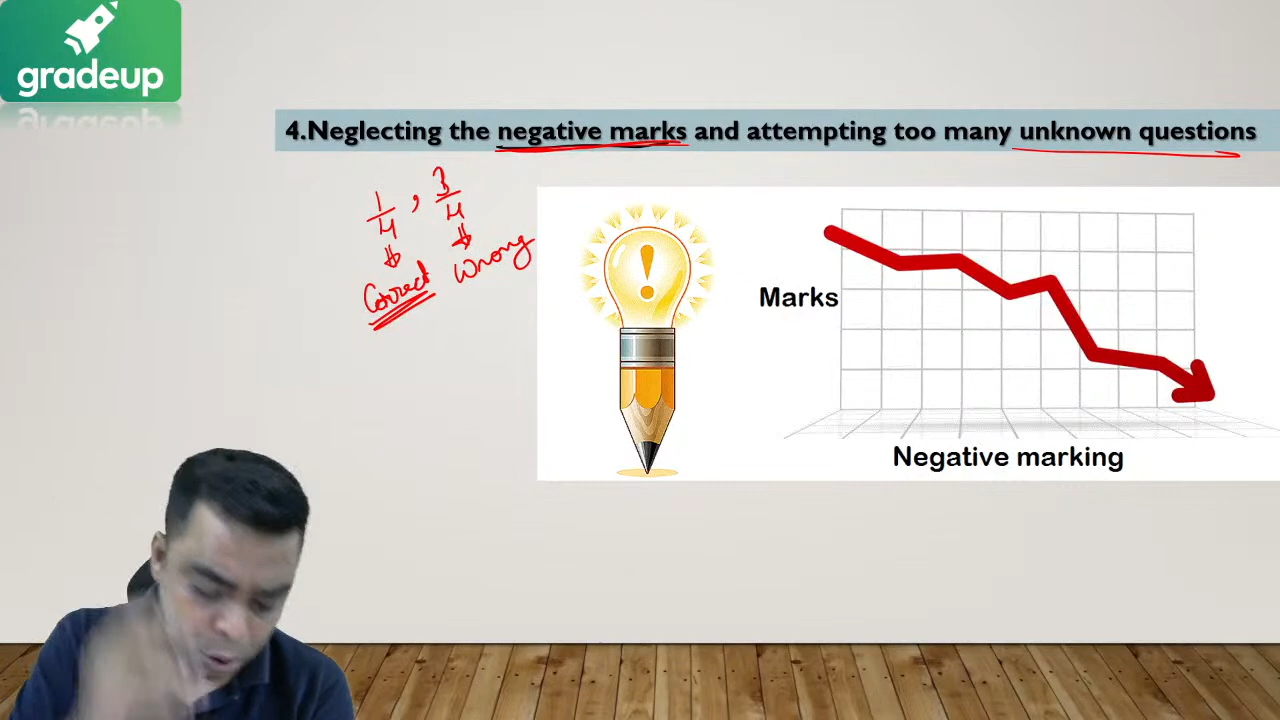 gradeup
4.Neglecting the negative marks and attempting too many unknown questions
1/4 , 3/4
Correct Wrong
!
Marks
Negative marking